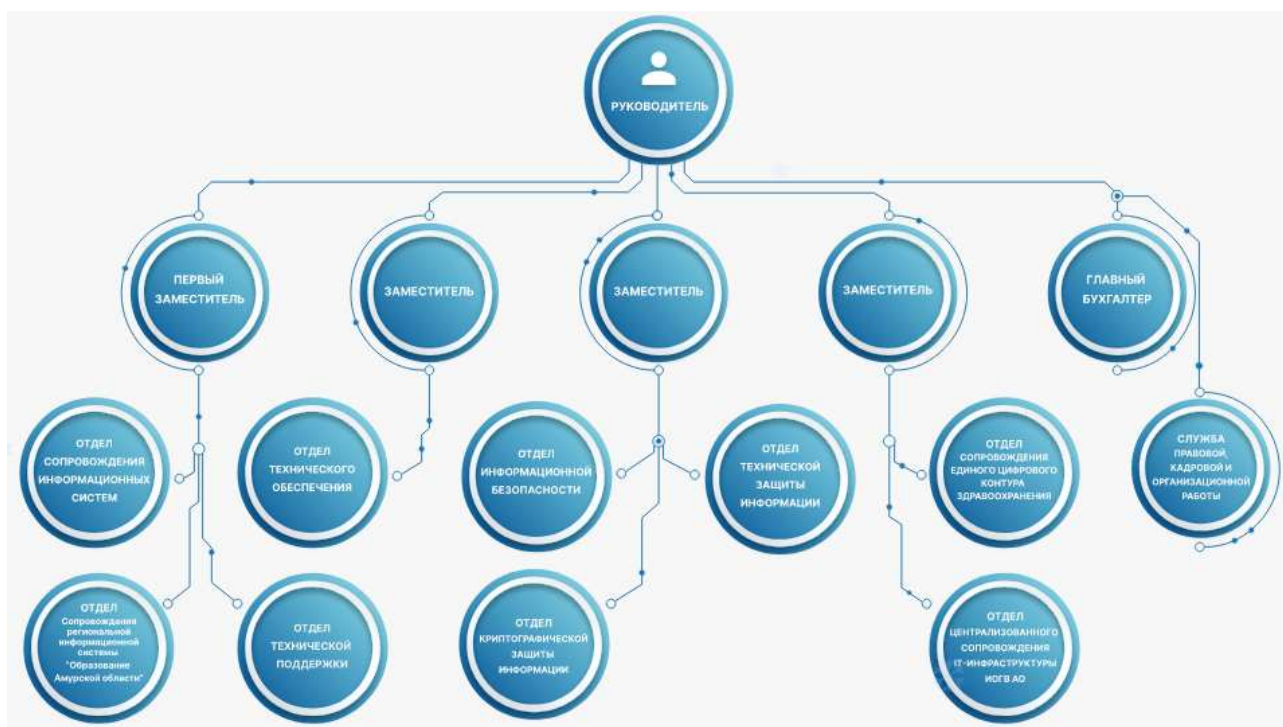 РУКОВОДИТЕЛЬ
ПЕРВЫЙ
ЗАМЕСТИТЕЛЬ
ЗАМЕСТИТЕЛЬ
ЗАМЕСТИТЕЛЬ
ЗАМЕСТИТЕЛЬ
ГЛАВНЫЙ
БУХГАЛТЕР
ОТДЕЛ
СОПРОВОЖДЕНИЯ
ИНФОРМАЦИОННЫХ
СИСТЕМ
ОТДЕЛ
ТЕХНИЧЕСКОГО
ОБЕСПЕЧЕНИЯ
ОТДЕЛ
ИНФОРМАЦИОННОЙ
БЕЗОПАСНОСТИ
ОТДЕЛ
ТЕХНИЧЕСКОЙ
ЗАЩИТЫ
ИНФОРМАЦИИ
ОТДЕЛ
СОПРОВОЖДЕНИЯ
ЕДИНОГО ЦИФРОВОГО
КОНТУРА
ЗДРАВООХРАНЕНИЯ
СЛУЖБА
ПРАВОВОЙ,
КАДРОВОЙ И
ОРГАНИЗАЦИОННОЙ
РАБОТЫ
ОТДЕЛ
Сопровождения
региональной
информационной
системы
"Образование
Амурской области"
ОТДЕЛ
ТЕХНИЧЕСКОЙ
ПОДДЕРЖКИ
ОТДЕЛ
КРИПТОГРАФИЧЕСКОЙ
ЗАЩИТЫ
ИНФОРМАЦИИ
ОТДЕЛ
ЦЕНТРАЛИЗОВАННОГО
СОПРОВОЖДЕНИЯ
IT-ИНФРАСТРУКТУРЫ
ИОГВ АО